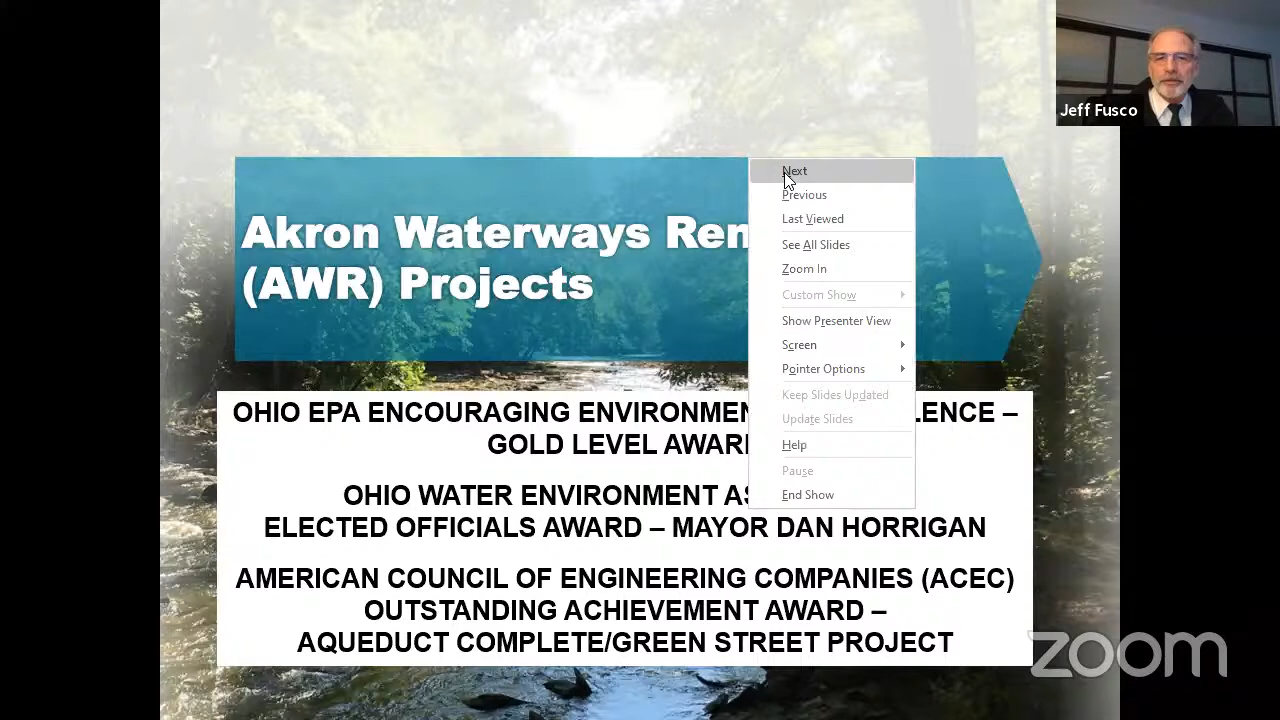 Jeff Fusco
Akron Waterways Ren
(AWR) Projects
Next
Previous
Last Viewed
See All Slides
Zoom In
Custom Show
Show Presenter View
Screen
Pointer Options
Keep Slides Updated
Update Slides
Help
Pause
End Show
OHIO EPA ENCOURAGING ENVIRONMEN LENCE –
GOLD LEVEL AWAR
OHIO WATER ENVIRONMENT AS
ELECTED OFFICIALS AWARD – MAYOR DAN HORRIGAN
AMERICAN COUNCIL OF ENGINEERING COMPANIES (ACEC)
OUTSTANDING ACHIEVEMENT AWARD –
AQUEDUCT COMPLETE/GREEN STREET PROJECT
zoom